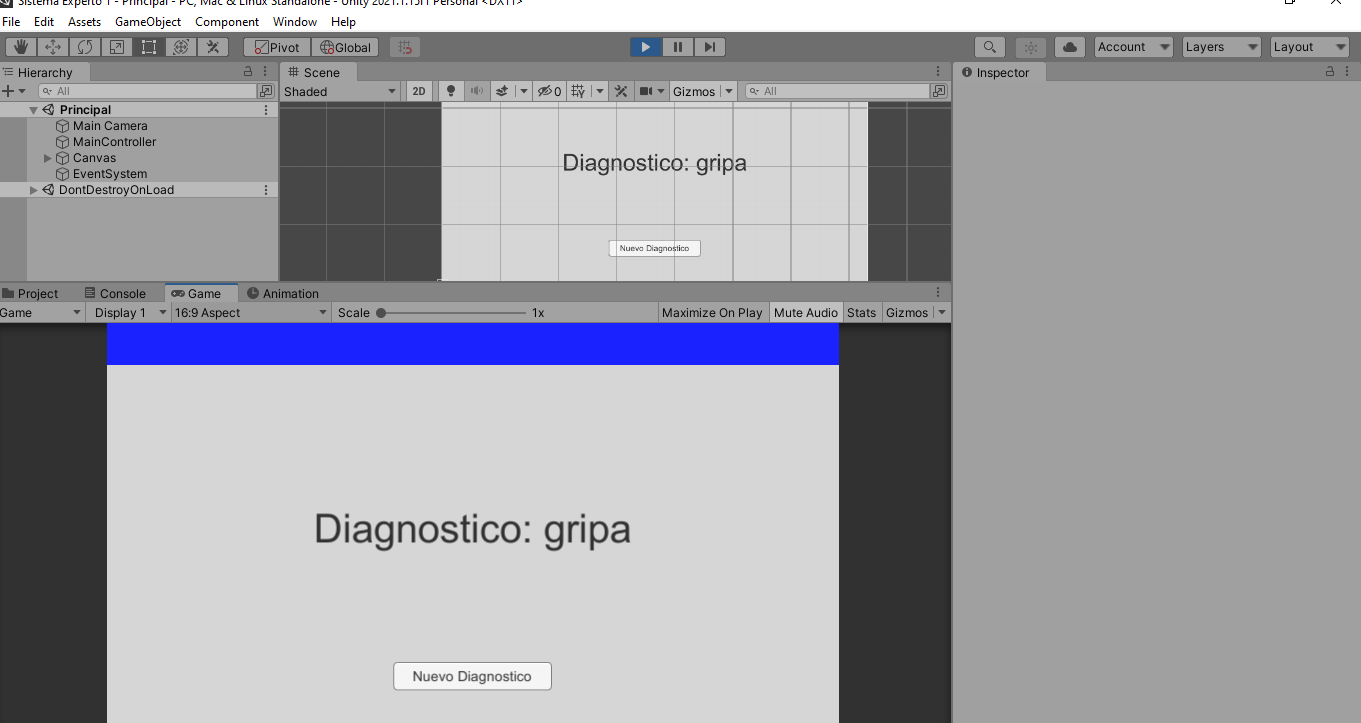 Sistema Experto 1 - Principal - PC, Mac & Linux Standalone - Unity 2021.1.15f1 Personal <DX11>
File Edit Assets GameObject Component Window Help
Pivot Global Account Layers Layout
Hierarchy
All
Principal
Main Camera
MainController
Canvas
EventSystem
DontDestroyOnLoad
Scene
Shaded 2D 0 Gizmos All
Diagnostico: gripa
Nuevo Diagnostico
Inspector
Project Console Game Animation
Game Display 1 16:9 Aspect Scale 1x Maximize On Play Mute Audio Stats Gizmos
Diagnostico: gripa
Nuevo Diagnostico